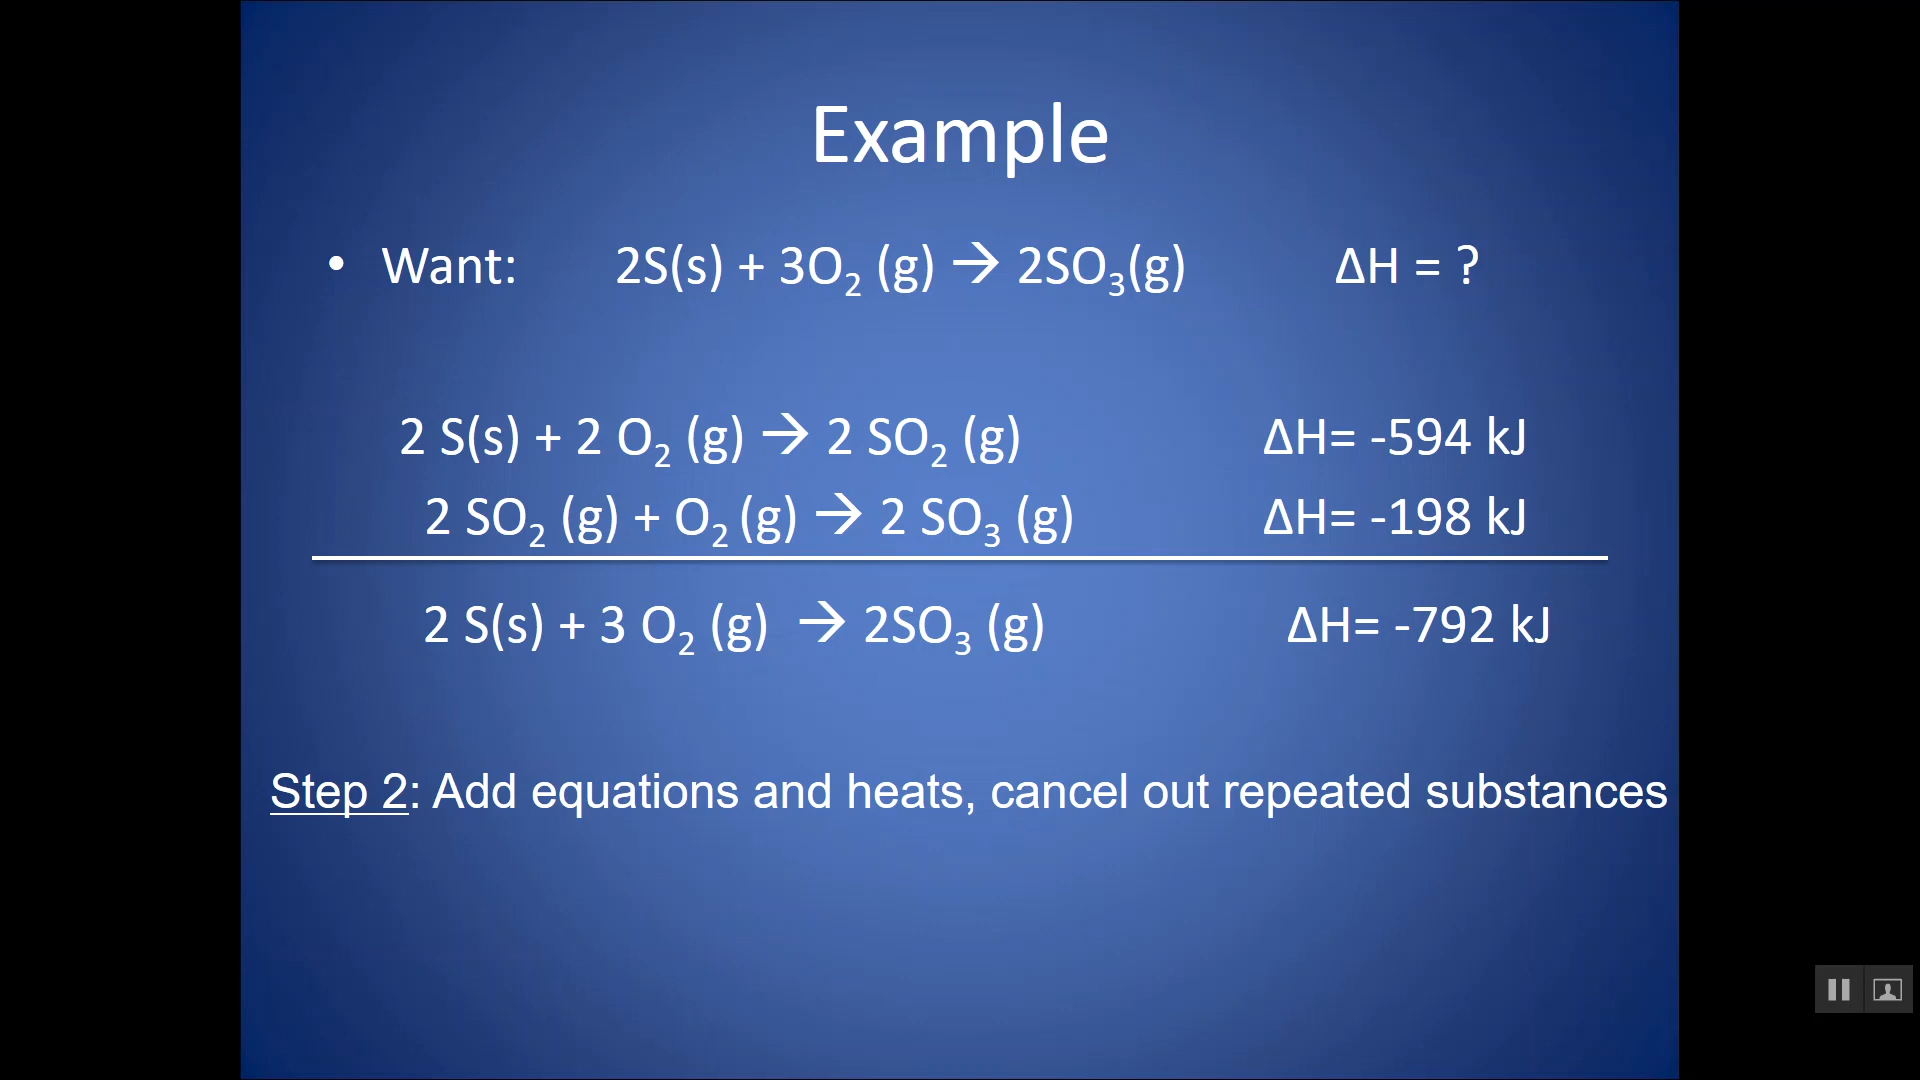 Example
• Want: 2S(s) + 3O₂ (g) → 2SO₃(g) ΔH = ?
2 S(s) + 2 O₂ (g) → 2 SO₂ (g) ΔH= -594 kJ
2 SO₂ (g) + O₂ (g) → 2 SO₃ (g) ΔH= -198 kJ
2 S(s) + 3 O₂ (g) → 2SO₃ (g) ΔH= -792 kJ
Step 2: Add equations and heats, cancel out repeated substances